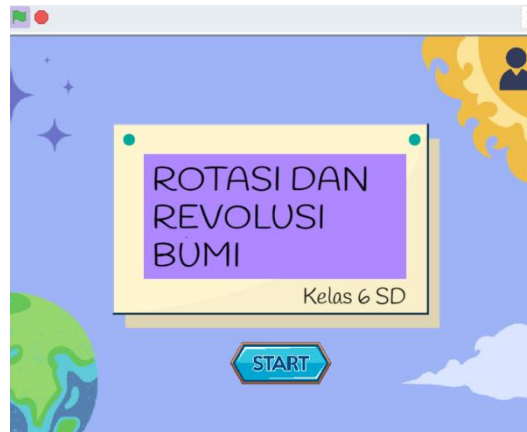 ROTASI DAN
REVOLUSI
BUMI
Kelas 6 SD
START